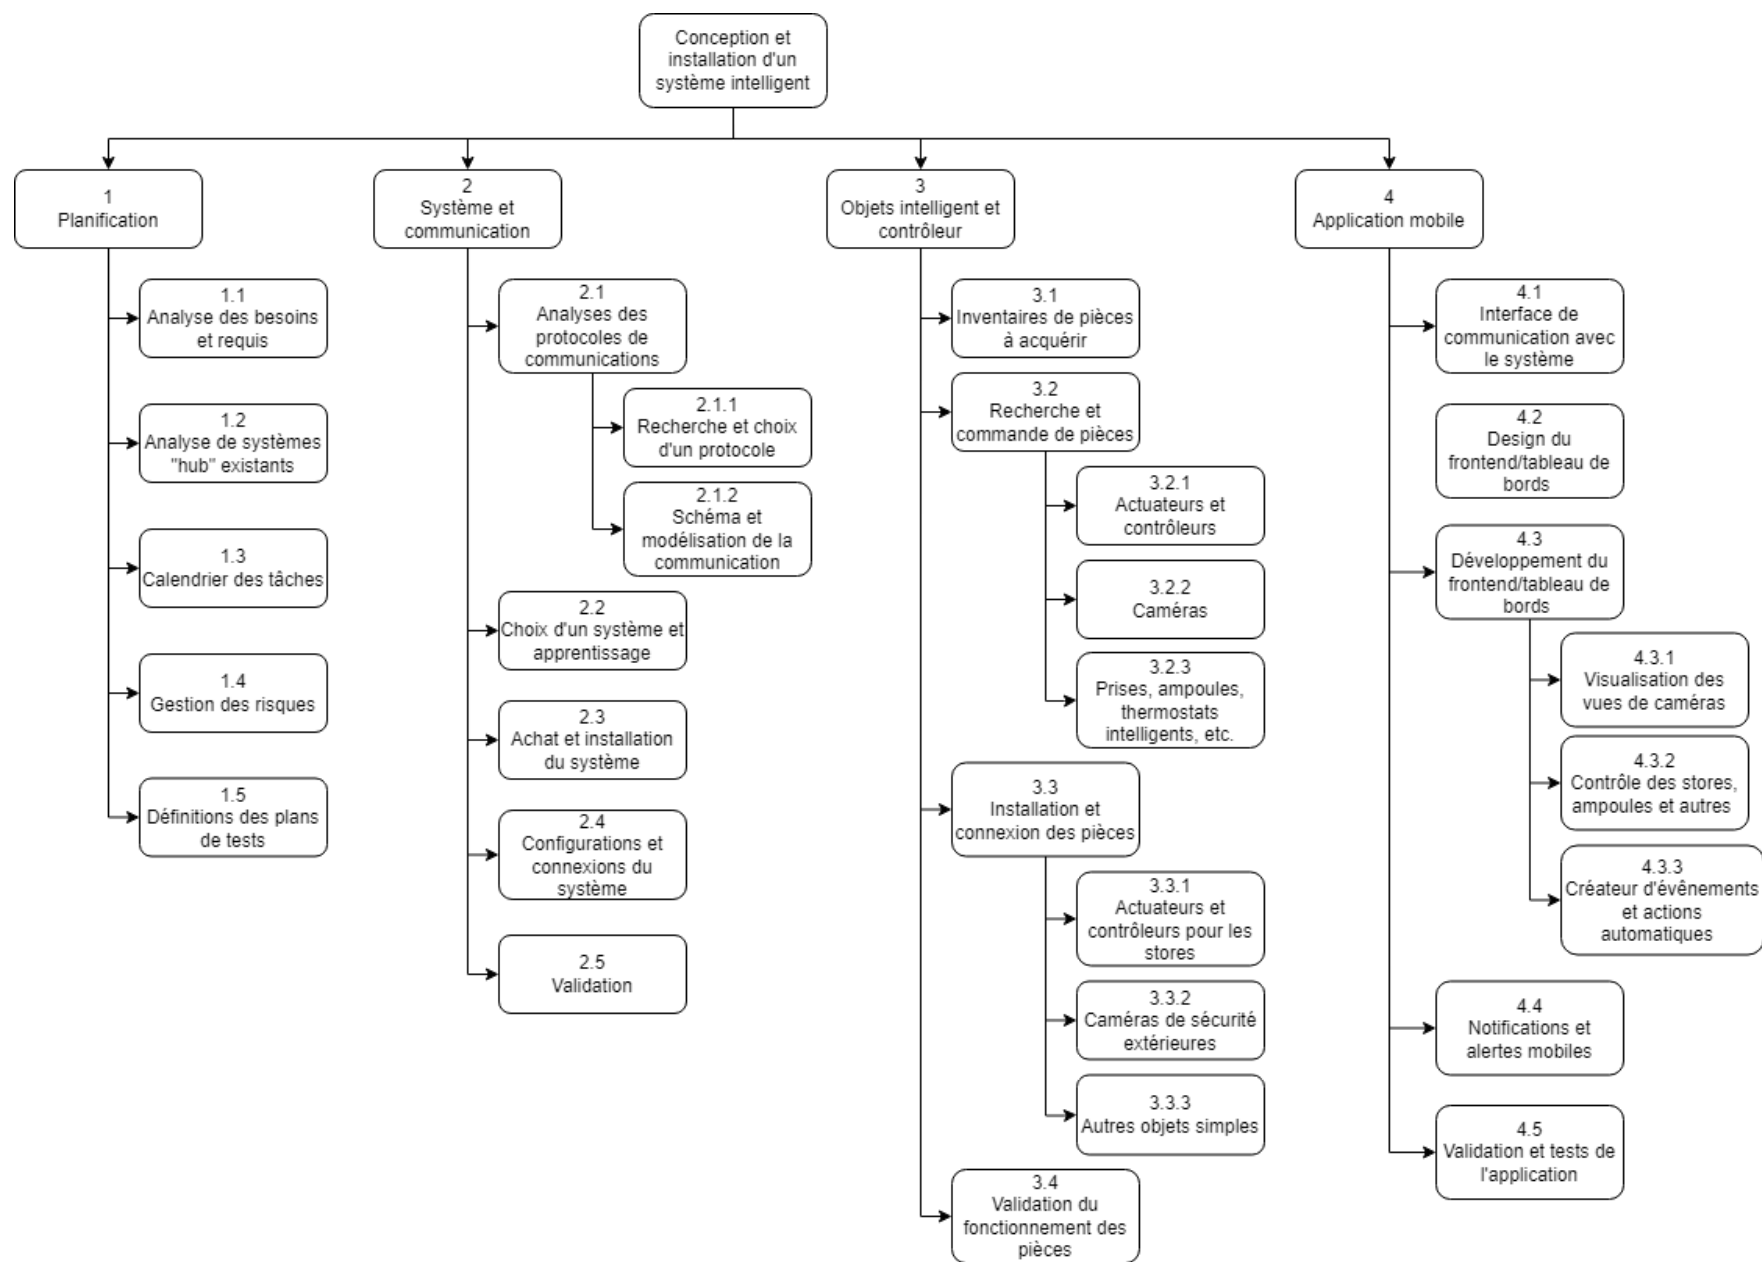 Conception et
installation d'un
système intelligent
1
Planification
1.1
Analyse des besoins
et requis
1.2
Analyse de systèmes
"hub" existants
1.3
Calendrier des tâches
1.4
Gestion des risques
1.5
Définitions des plans
de tests
2
Système et
communication
2.1
Analyses des
protocoles de
communications
2.1.1
Recherche et choix
d'un protocole
2.1.2
Schéma et
modélisation de la
communication
2.2
Choix d'un système et
apprentissage
2.3
Achat et installation
du système
2.4
Configurations et
connexions du
système
2.5
Validation
3
Objets intelligent et
contrôleur
3.1
Inventaires de pièces
à acquérir
3.2
Recherche et
commande de pièces
3.2.1
Actuateurs et
contrôleurs
3.2.2
Caméras
3.2.3
Prises, ampoules,
thermostats
intelligents, etc.
3.3
Installation et
connexion des pièces
3.3.1
Actuateurs et
contrôleurs pour les
stores
3.3.2
Caméras de sécurité
extérieures
3.3.3
Autres objets simples
3.4
Validation du
fonctionnement des
pièces
4
Application mobile
4.1
Interface de
communication avec
le système
4.2
Design du
frontend/tableau de
bords
4.3
Développement du
frontend/tableau de
bords
4.3.1
Visualisation des
vues de caméras
4.3.2
Contrôle des stores,
ampoules et autres
4.3.3
Créateur d'évênements
et actions
automatiques
4.4
Notifications et
alertes mobiles
4.5
Validation et tests de
l'application